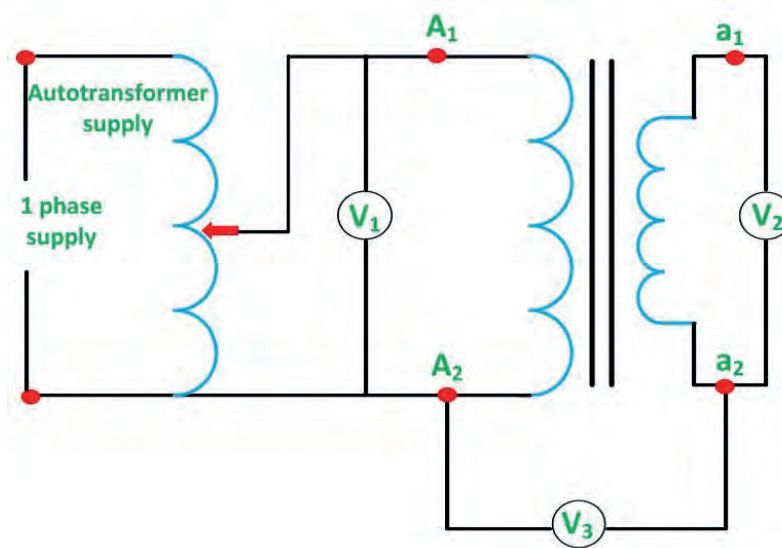 A₁
a₁
Autotransformer
supply
1 phase
supply
V₁
V₂
A₂
a₂
V₃